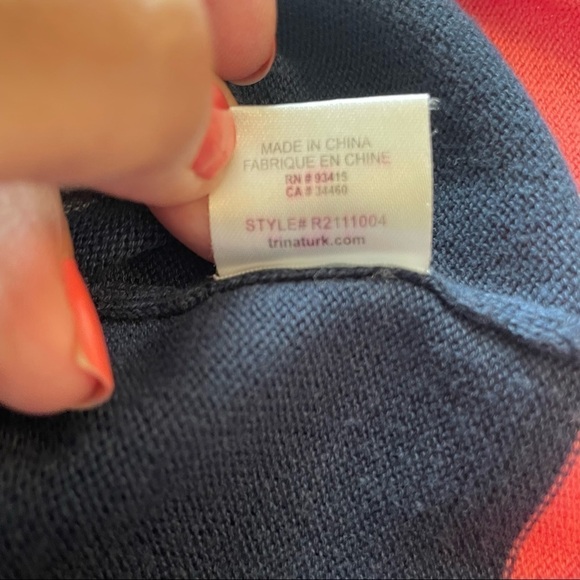 MADE IN CHINA
FABRIQUE EN CHINE
RN # 93415
CA # 34460
STYLE# R2111004
trinaturk.com